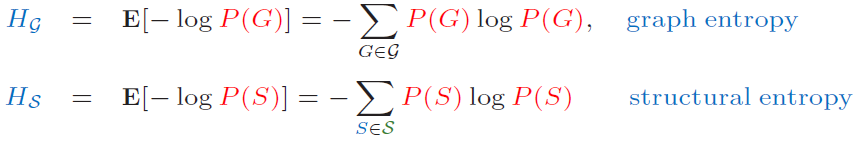 H_𝒢 = E[− log P(G)] = − ∑_{G∈𝒢} P(G) log P(G), graph entropy
H_𝒮 = E[− log P(S)] = − ∑_{S∈𝒮} P(S) log P(S) structural entropy